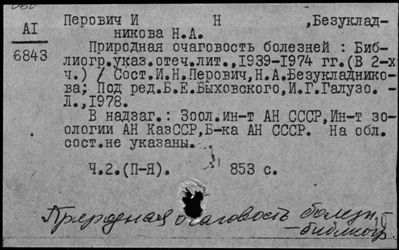 Перович И Н ,Безуклад-
АІ
никова Н.А.
6843
Природная очаговость болезней : Биб-
лиогр.указ.отеч.лит.,1939-1974 гг.(В 2-х
ч.) / Сост.И.Н.Перович,Н.А.Безукладнико-
ва; Под ред.Б.Е.Быховского,И.Г.Галузо. -
Л.,1978.
В надзаг.: Зоол.ин-т АН СССР,Ин-т зо-
ологии АН КазССР,Б-ка АН СССР. На обл.
сост.не указаны.
Ч.2.(П-Я). 853 с.
Природная очаговость болезн.
-библиогр